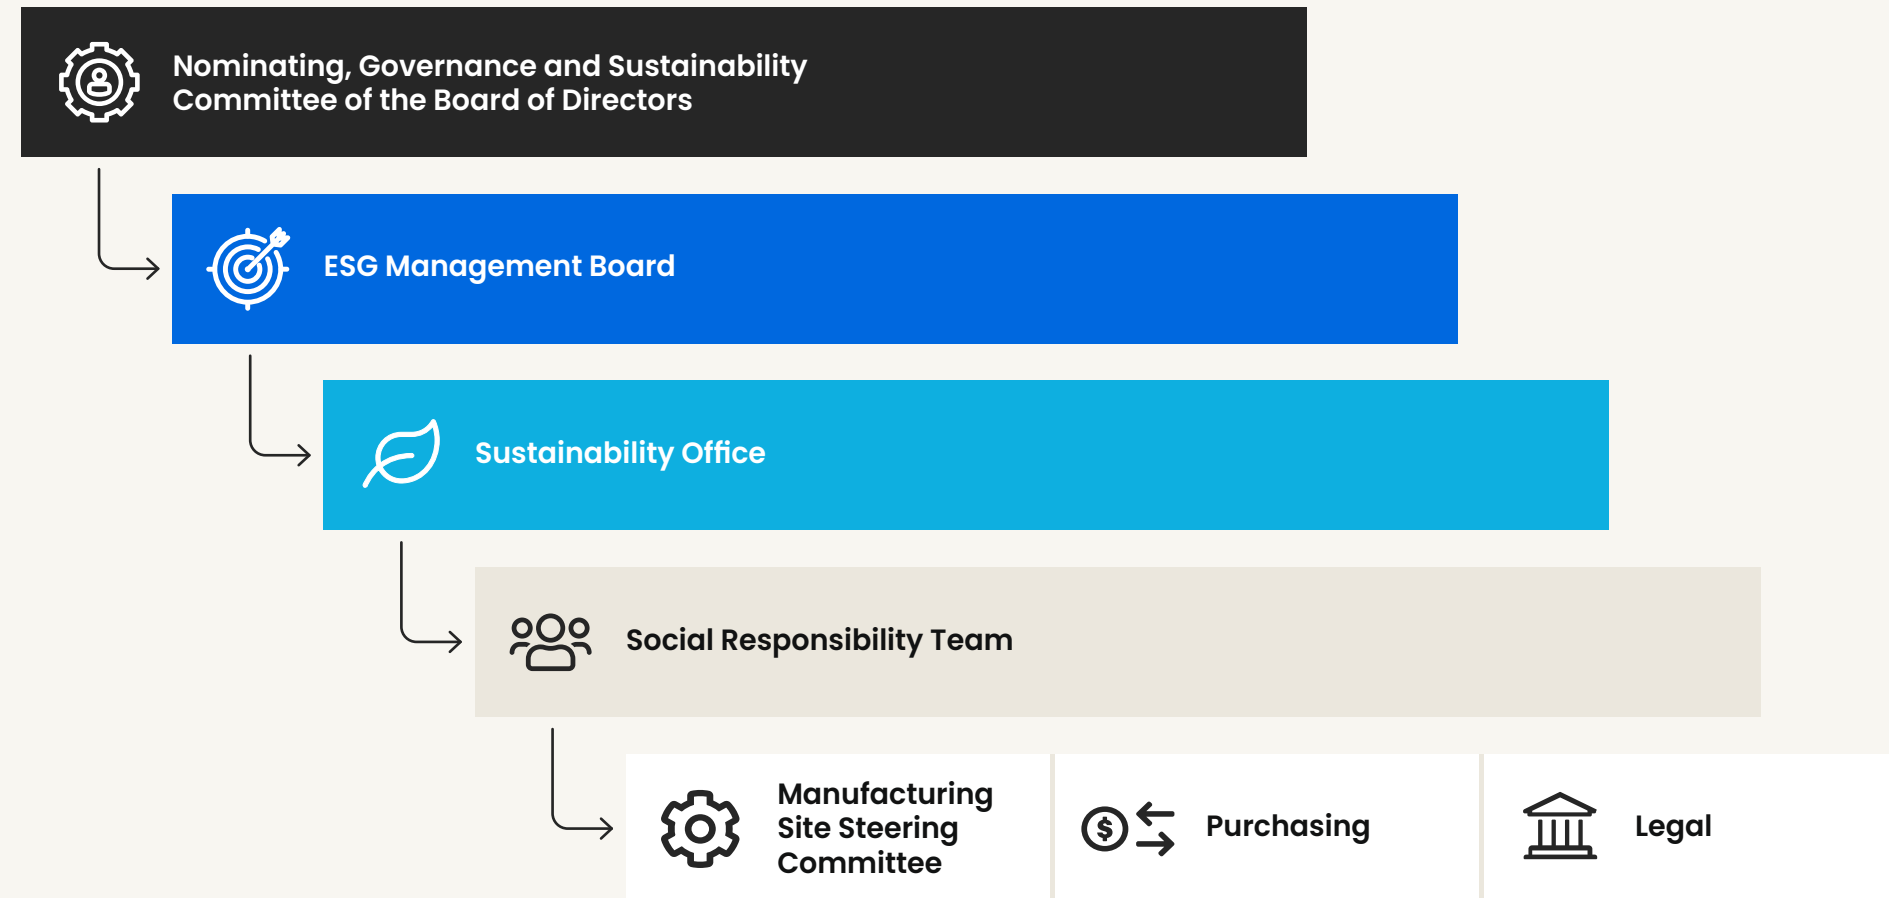 Nominating, Governance and Sustainability
Committee of the Board of Directors
ESG Management Board
Sustainability Office
Social Responsibility Team
Manufacturing
Site Steering
Committee
$
Purchasing
Legal